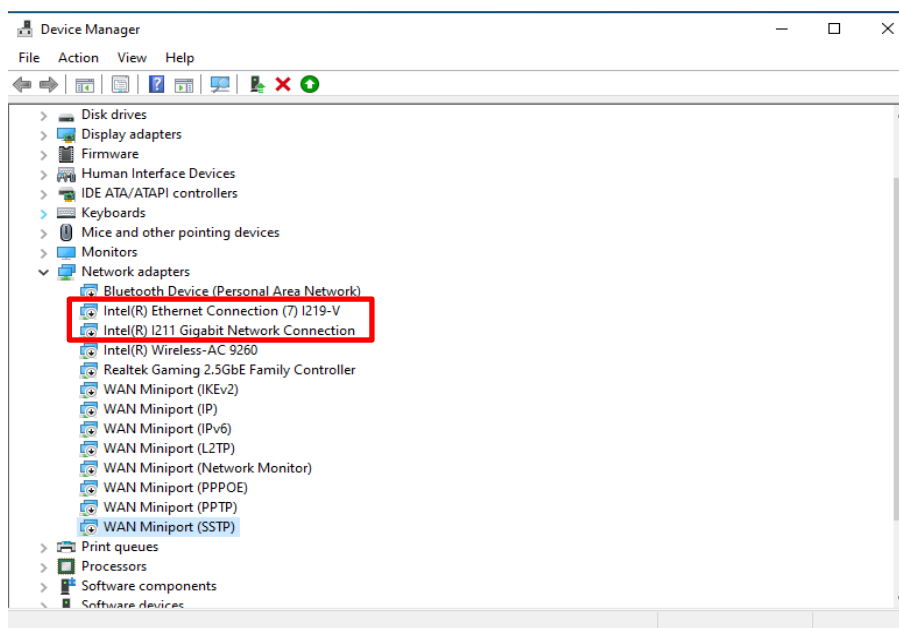 Device Manager
File Action View Help
Disk drives
Display adapters
Firmware
Human Interface Devices
IDE ATA/ATAPI controllers
Keyboards
Mice and other pointing devices
Monitors
Network adapters
Bluetooth Device (Personal Area Network)
Intel(R) Ethernet Connection (7) I219-V
Intel(R) I211 Gigabit Network Connection
Intel(R) Wireless-AC 9260
Realtek Gaming 2.5GbE Family Controller
WAN Miniport (IKEv2)
WAN Miniport (IP)
WAN Miniport (IPv6)
WAN Miniport (L2TP)
WAN Miniport (Network Monitor)
WAN Miniport (PPPOE)
WAN Miniport (PPTP)
WAN Miniport (SSTP)
Print queues
Processors
Software components
Software devices